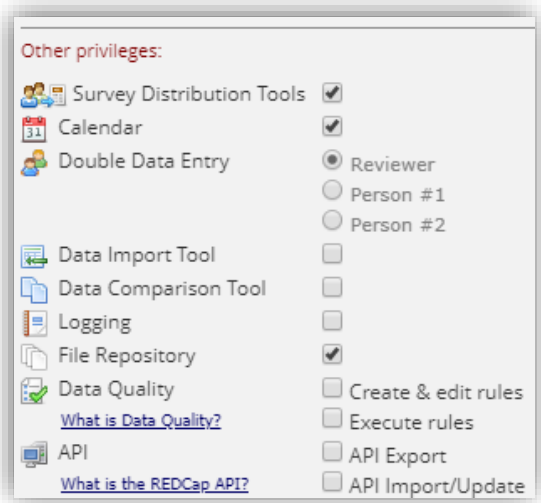 Other privileges:
Survey Distribution Tools
31 Calendar
Double Data Entry Reviewer
Person #1
Person #2
Data Import Tool
Data Comparison Tool
Logging
File Repository
Data Quality Create & edit rules
What is Data Quality? Execute rules
API API Export
What is the REDCap API? API Import/Update